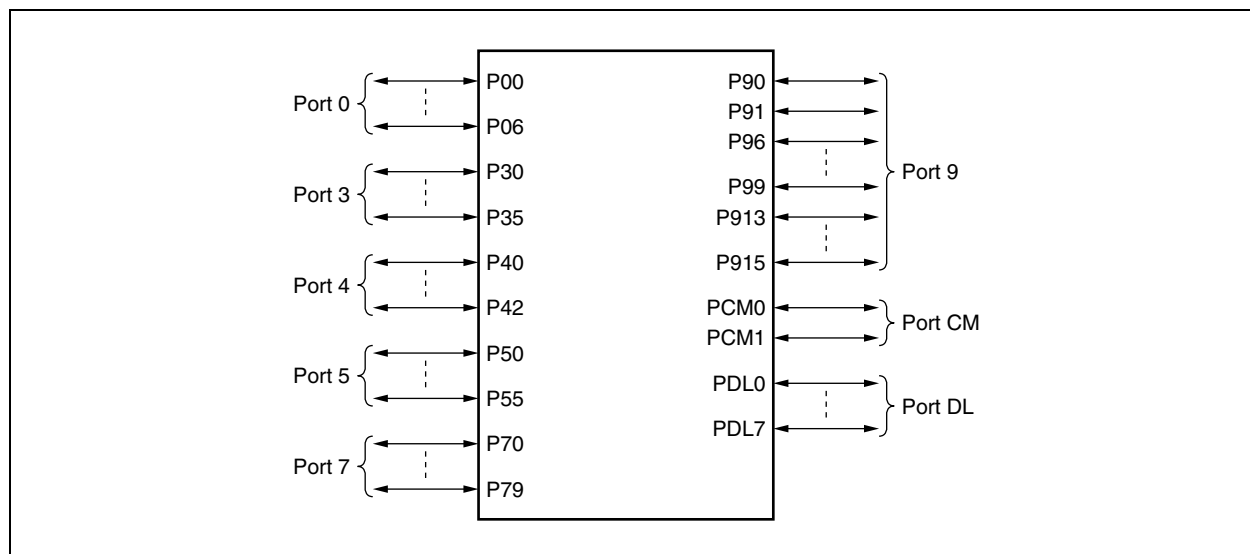 Port 0
P00
P06
Port 3
P30
P35
Port 4
P40
P42
Port 5
P50
P55
Port 7
P70
P79
P90
P91
P96
P99
P913
P915
Port 9
PCM0
PCM1
Port CM
PDL0
PDL7
Port DL